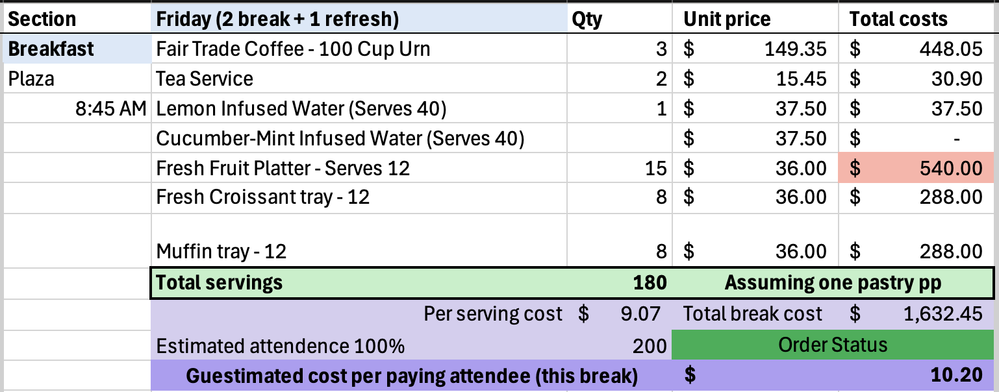 Section Friday (2 break + 1 refresh) Qty Unit price Total costs
Breakfast Fair Trade Coffee - 100 Cup Urn 3 $ 149.35 $ 448.05
Plaza Tea Service 2 $ 15.45 $ 30.90
8:45 AM Lemon Infused Water (Serves 40) 1 $ 37.50 $ 37.50
Cucumber-Mint Infused Water (Serves 40) $ 37.50 $ -
Fresh Fruit Platter - Serves 12 15 $ 36.00 $ 540.00
Fresh Croissant tray - 12 8 $ 36.00 $ 288.00
Muffin tray - 12 8 $ 36.00 $ 288.00
Total servings 180 Assuming one pastry pp
Per serving cost $ 9.07 Total break cost $ 1,632.45
Estimated attendence 100% 200 Order Status
Guestimated cost per paying attendee (this break) $ 10.20